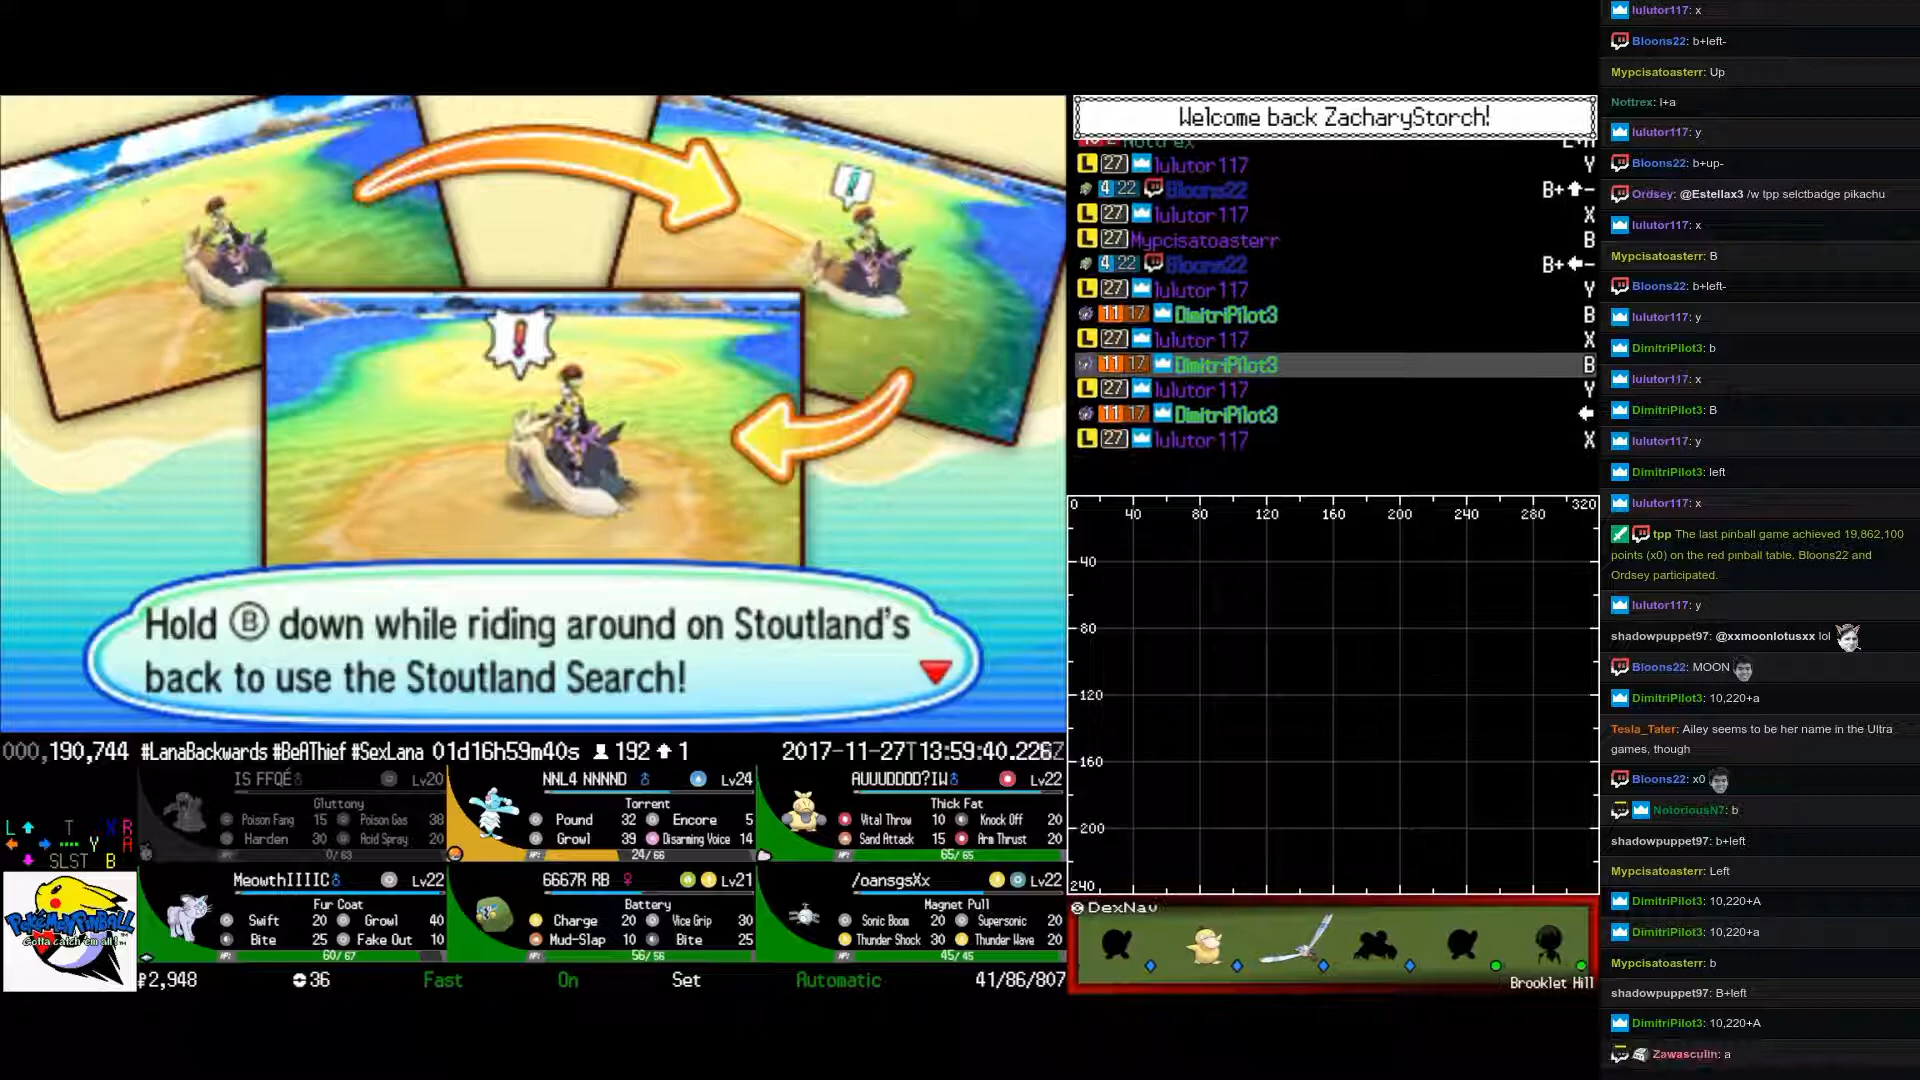 Welcome back ZacharyStorch!
Nottrex
L 27 lulutor117 Y
4 22 Bloons22 B+↑-
L 27 lulutor117 X
L 27 Mypcisatoasterr B
4 22 Bloons22 B+←-
L 27 lulutor117 Y
11 17 DimitriPilot3 B
L 27 lulutor117 X
11 17 DimitriPilot3 B
L 27 lulutor117 Y
11 17 DimitriPilot3 ←
L 27 lulutor117 X
Hold Ⓑ down while riding around on Stoutland's
back to use the Stoutland Search!
000,190,744 #LanaBackwards #BeAThief #SexLana 01d16h59m40s 192 ↑ 1 2017-11-27T13:59:40.226Z
IS FFQÉ♂ Lv20
Gluttony
Poison Fang 15 Poison Gas 38
Harden 30 Acid Spray 20
0/63
NNL4 NNNND ♂ Lv24
Torrent
Pound 32 Encore 5
Growl 39 Disarming Voice 14
HP: 24/66
AUUUDDDD?IW♂ Lv22
Thick Fat
Vital Throw 10 Knock Off 20
Sand Attack 15 Arm Thrust 20
HP: 65/65
MeowthIIIIC♂ Lv22
Fur Coat
Swift 20 Growl 40
Bite 25 Fake Out 10
HP: 60/67
6667R RB ♀ Lv21
Battery
Charge 20 Vice Grip 30
Mud-Slap 10 Bite 25
HP: 56/56
/oansgsXx Lv22
Magnet Pull
Sonic Boom 20 Supersonic 20
Thunder Shock 30 Thunder Wave 20
HP: 45/45
L ↑ T X R
← → Y A
↓ SLST B
Pokémon Pinball
Gotta catch 'em all!
₽2,948 36 Fast On Set Automatic 41/86/807
0 40 80 120 160 200 240 280 320
40
80
120
160
200
240
DexNav
Brooklet Hill
lulutor117: x
Bloons22: b+left-
Mypcisatoasterr: Up
Nottrex: l+a
lulutor117: y
Bloons22: b+up-
Ordsey: @Estellax3 /w tpp selctbadge pikachu
lulutor117: x
Mypcisatoasterr: B
Bloons22: b+left-
lulutor117: y
DimitriPilot3: b
lulutor117: x
DimitriPilot3: B
lulutor117: y
DimitriPilot3: left
lulutor117: x
tpp The last pinball game achieved 19,862,100
points (x0) on the red pinball table. Bloons22 and
Ordsey participated.
lulutor117: y
shadowpuppet97: @xxmoonlotusxx lol
Bloons22: MOON
DimitriPilot3: 10,220+a
Tesla_Tater: Ailey seems to be her name in the Ultra
games, though
Bloons22: x0
NotoriousN7: b
shadowpuppet97: b+left
Mypcisatoasterr: Left
DimitriPilot3: 10,220+A
DimitriPilot3: 10,220+a
Mypcisatoasterr: b
shadowpuppet97: B+left
DimitriPilot3: 10,220+A
Zawasculin: a